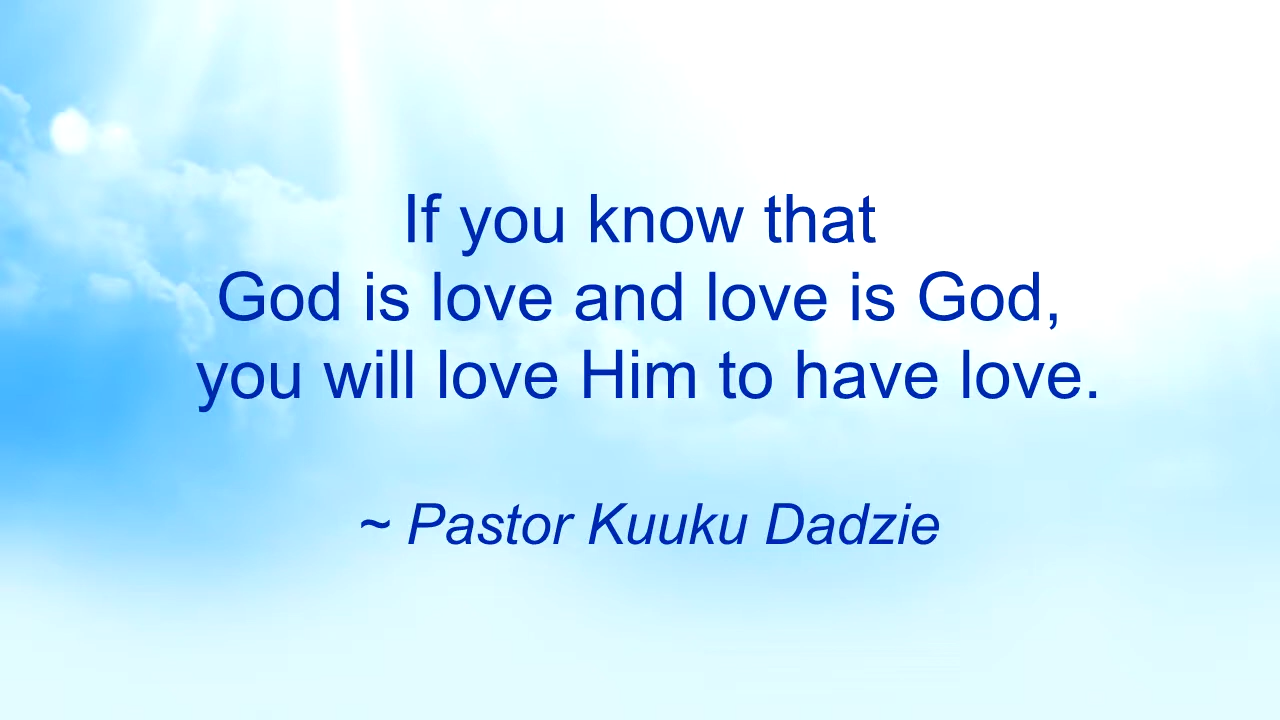 If you know that
God is love and love is God,
you will love Him to have love.
~ Pastor Kuuku Dadzie